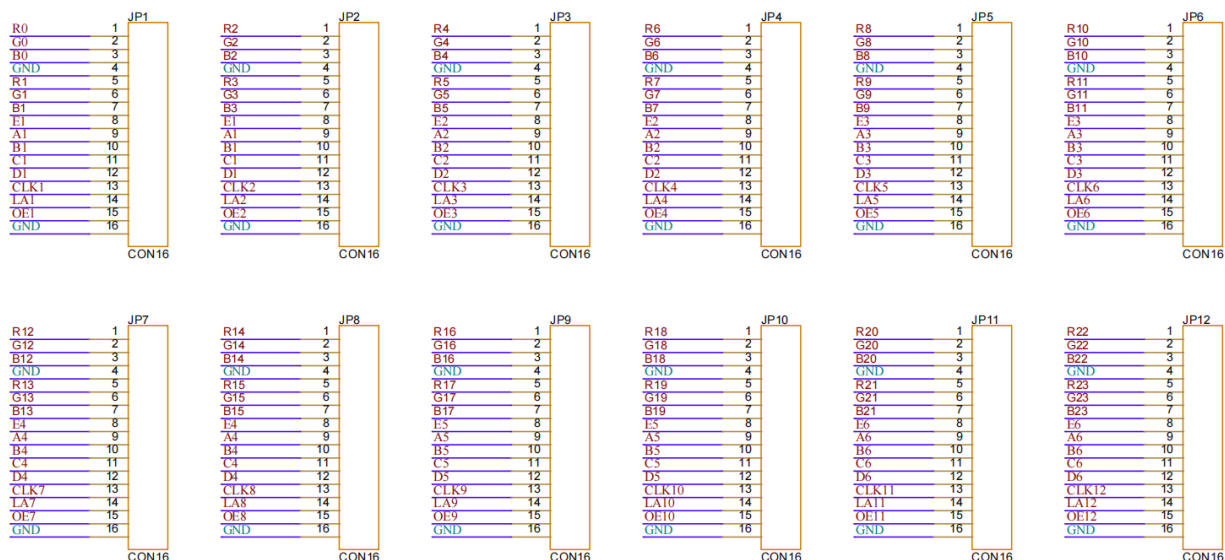 JP1 JP2 JP3 JP4 JP5 JP6
R0 1 R2 1 R4 1 R6 1 R8 1 R10 1
G0 2 G2 2 G4 2 G6 2 G8 2 G10 2
B0 3 B2 3 B4 3 B6 3 B8 3 B10 3
GND 4 GND 4 GND 4 GND 4 GND 4 GND 4
R1 5 R3 5 R5 5 R7 5 R9 5 R11 5
G1 6 G3 6 G5 6 G7 6 G9 6 G11 6
B1 7 B3 7 B5 7 B7 7 B9 7 B11 7
E1 8 E1 8 E2 8 E2 8 E3 8 E3 8
A1 9 A1 9 A2 9 A2 9 A3 9 A3 9
B1 10 B1 10 B2 10 B2 10 B3 10 B3 10
C1 11 C1 11 C2 11 C2 11 C3 11 C3 11
D1 12 D1 12 D2 12 D2 12 D3 12 D3 12
CLK1 13 CLK2 13 CLK3 13 CLK4 13 CLK5 13 CLK6 13
LA1 14 LA2 14 LA3 14 LA4 14 LA5 14 LA6 14
OE1 15 OE2 15 OE3 15 OE4 15 OE5 15 OE6 15
GND 16 GND 16 GND 16 GND 16 GND 16 GND 16
CON16 CON16 CON16 CON16 CON16 CON16
JP7 JP8 JP9 JP10 JP11 JP12
R12 1 R14 1 R16 1 R18 1 R20 1 R22 1
G12 2 G14 2 G16 2 G18 2 G20 2 G22 2
B12 3 B14 3 B16 3 B18 3 B20 3 B22 3
GND 4 GND 4 GND 4 GND 4 GND 4 GND 4
R13 5 R15 5 R17 5 R19 5 R21 5 R23 5
G13 6 G15 6 G17 6 G19 6 G21 6 G23 6
B13 7 B15 7 B17 7 B19 7 B21 7 B23 7
E4 8 E4 8 E5 8 E5 8 E6 8 E6 8
A4 9 A4 9 A5 9 A5 9 A6 9 A6 9
B4 10 B4 10 B5 10 B5 10 B6 10 B6 10
C4 11 C4 11 C5 11 C5 11 C6 11 C6 11
D4 12 D4 12 D5 12 D5 12 D6 12 D6 12
CLK7 13 CLK8 13 CLK9 13 CLK10 13 CLK11 13 CLK12 13
LA7 14 LA8 14 LA9 14 LA10 14 LA11 14 LA12 14
OE7 15 OE8 15 OE9 15 OE10 15 OE11 15 OE12 15
GND 16 GND 16 GND 16 GND 16 GND 16 GND 16
CON16 CON16 CON16 CON16 CON16 CON16